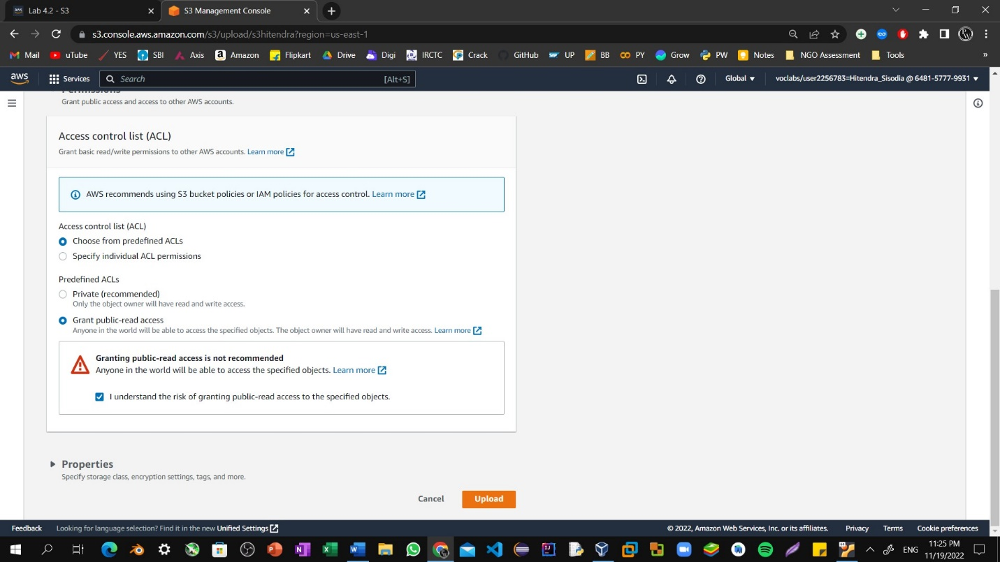 Lab 4.2 - S3
S3 Management Console
s3.console.aws.amazon.com/s3/upload/s3hitendra?region=us-east-1
Mail uTube YES SBI Axis Amazon Flipkart Drive Digi IRCTC Crack GitHub UP BB PY Grow PW Notes NGO Assessment Tools »
aws Services Search [Alt+S] Global voclabs/user2256783=Hitendra_Sisodia @ 6481-5777-9931
Permissions
Grant public access and access to other AWS accounts.
Access control list (ACL)
Grant basic read/write permissions to other AWS accounts. Learn more
AWS recommends using S3 bucket policies or IAM policies for access control. Learn more
Access control list (ACL)
Choose from predefined ACLs
Specify individual ACL permissions
Predefined ACLs
Private (recommended)
Only the object owner will have read and write access.
Grant public-read access
Anyone in the world will be able to access the specified objects. The object owner will have read and write access. Learn more
Granting public-read access is not recommended
Anyone in the world will be able to access the specified objects. Learn more
I understand the risk of granting public-read access to the specified objects.
Properties
Specify storage class, encryption settings, tags, and more.
Cancel Upload
Feedback Looking for language selection? Find it in the new Unified Settings © 2022, Amazon Web Services, Inc. or its affiliates. Privacy Terms Cookie preferences
ENG 11:25 PM
11/19/2022